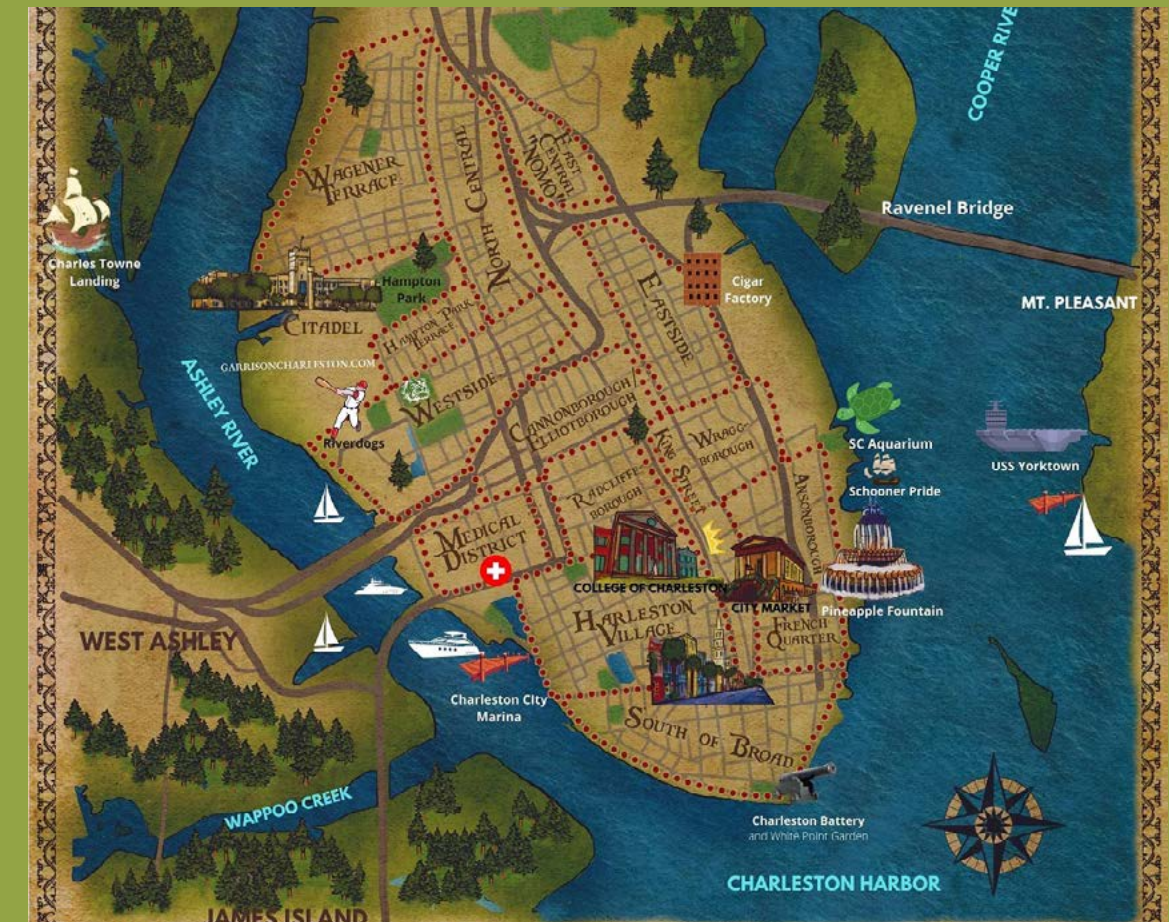 COOPER RIVE
Ravenel Bridge
EAST
CENTRAL
WAGENER
TERRACE
NORTH CENTRAL
Charles Towne
Landing
Cigar
Factory
Hampton
Park
MT. PLEASANT
CITADEL
HAMPTON PARK
TERRACE
EASTSIDE
GARRISONCHARLESTON.COM
ASHLEY RIVER
WESTSIDE
Riverdogs
CANNONBOROUGH/
ELLIOTBOROUGH
KING STREET
WRAGG-
BOROUGH
SC Aquarium
USS Yorktown
Schooner Pride
RADCLIFFE-
BOROUGH
ANSONBOROUGH
MEDICAL
DISTRICT
COLLEGE OF CHARLESTON
CITY MARKET
Pineapple Fountain
HARLESTON
VILLAGE
FRENCH
QUARTER
WEST ASHLEY
Charleston City
Marina
SOUTH OF BROAD
WAPPOO CREEK
Charleston Battery
and White Point Garden
CHARLESTON HARBOR
JAMES ISLAND